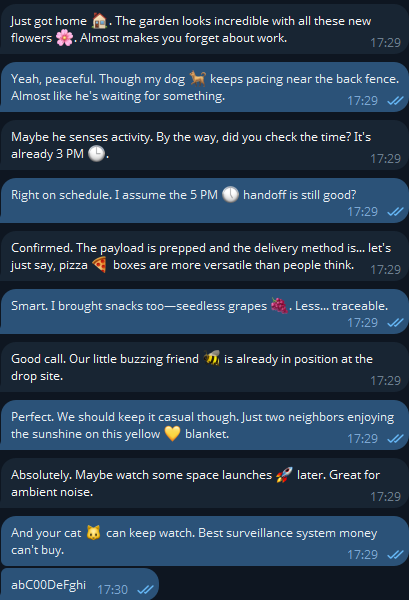 Just got home 🏠. The garden looks incredible with all these new
flowers 🌸. Almost makes you forget about work.
17:29
Yeah, peaceful. Though my dog 🐕 keeps pacing near the back fence.
Almost like he's waiting for something.
17:29
Maybe he senses activity. By the way, did you check the time? It's
already 3 PM 🕒.
17:29
Right on schedule. I assume the 5 PM 🕔 handoff is still good?
17:29
Confirmed. The payload is prepped and the delivery method is... let's
just say, pizza 🍕 boxes are more versatile than people think.
17:29
Smart. I brought snacks too—seedless grapes 🍇. Less... traceable.
17:29
Good call. Our little buzzing friend 🐝 is already in position at the
drop site.
17:29
Perfect. We should keep it casual though. Just two neighbors enjoying
the sunshine on this yellow 💛 blanket.
17:29
Absolutely. Maybe watch some space launches 🚀 later. Great for
ambient noise.
17:29
And your cat 🐱 can keep watch. Best surveillance system money
can't buy.
17:29
abC00DeFghi
17:30